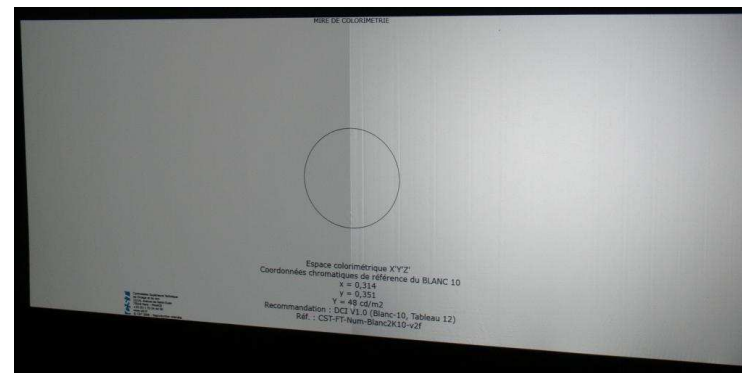 MIRE DE COLORIMETRIE
Espace colorimétrique X'Y'Z'
Coordonnées chromatiques de référence du BLANC 10
x = 0,314
y = 0,351
Y = 48 cd/m2
Recommandation : DCI V1.0 (Blanc-10, Tableau 12)
Réf. : CST-FT-Num-Blanc2K10-v2f